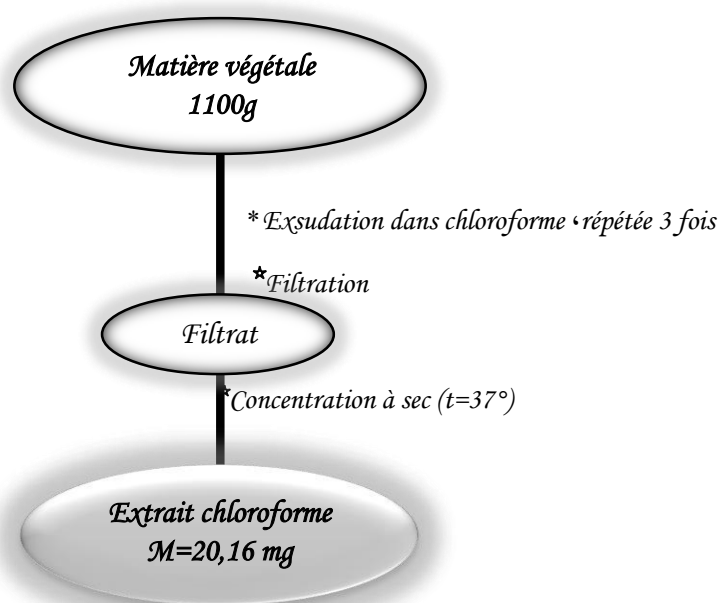 Matière végétale
1100g
* Exsudation dans chloroforme ، répétée 3 fois
*Filtration
Filtrat
*Concentration à sec (t=37°)
Extrait chloroforme
M=20,16 mg